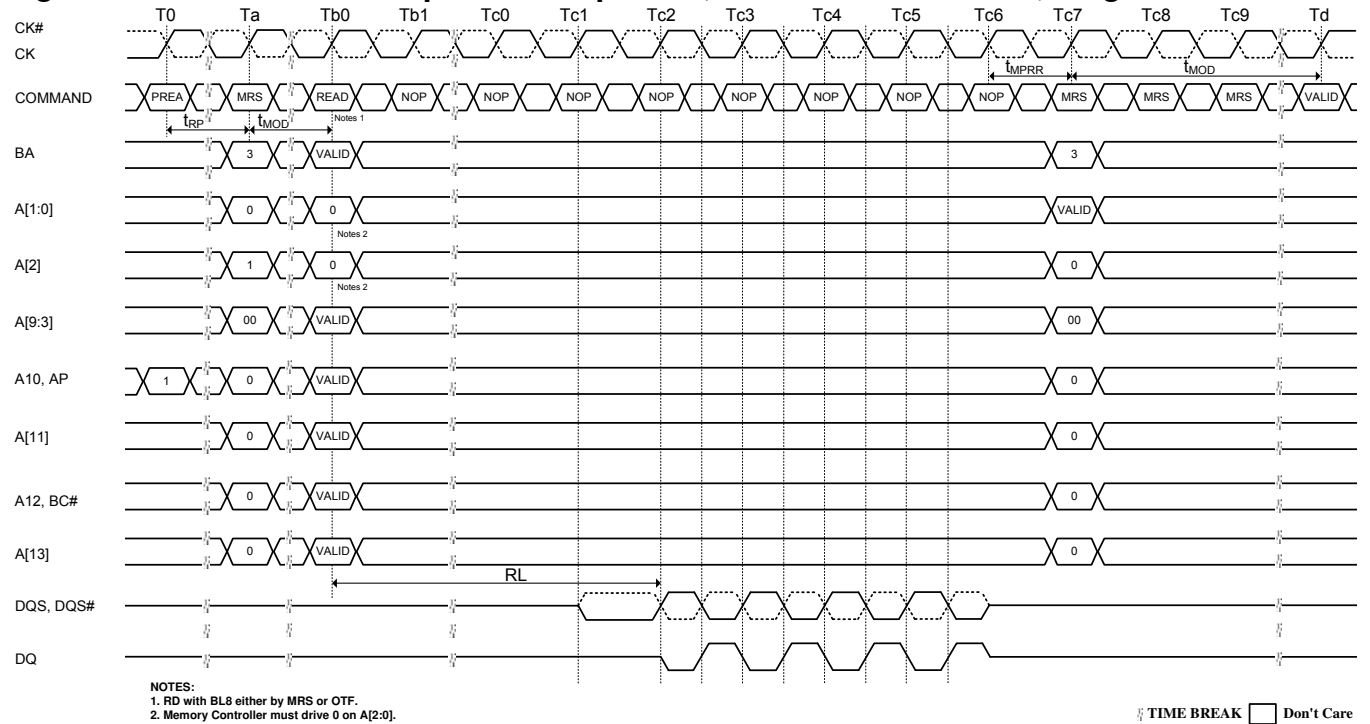 T0 Ta Tb0 Tb1 Tc0 Tc1 Tc2 Tc3 Tc4 Tc5 Tc6 Tc7 Tc8 Tc9 Td
CK#
CK
tMPRR tMOD
COMMAND PREA MRS READ NOP NOP NOP NOP NOP NOP NOP NOP MRS MRS MRS VALID
Notes 1
tRP tMOD
BA 3 VALID 3
A[1:0] 0 0 VALID
Notes 2
A[2] 1 0 0
Notes 2
A[9:3] 00 VALID 00
A10, AP 1 0 VALID 0
A[11] 0 VALID 0
A12, BC# 0 VALID 0
A[13] 0 VALID 0
RL
DQS, DQS#
DQ
NOTES:
1. RD with BL8 either by MRS or OTF.
2. Memory Controller must drive 0 on A[2:0].
TIME BREAK Don't Care